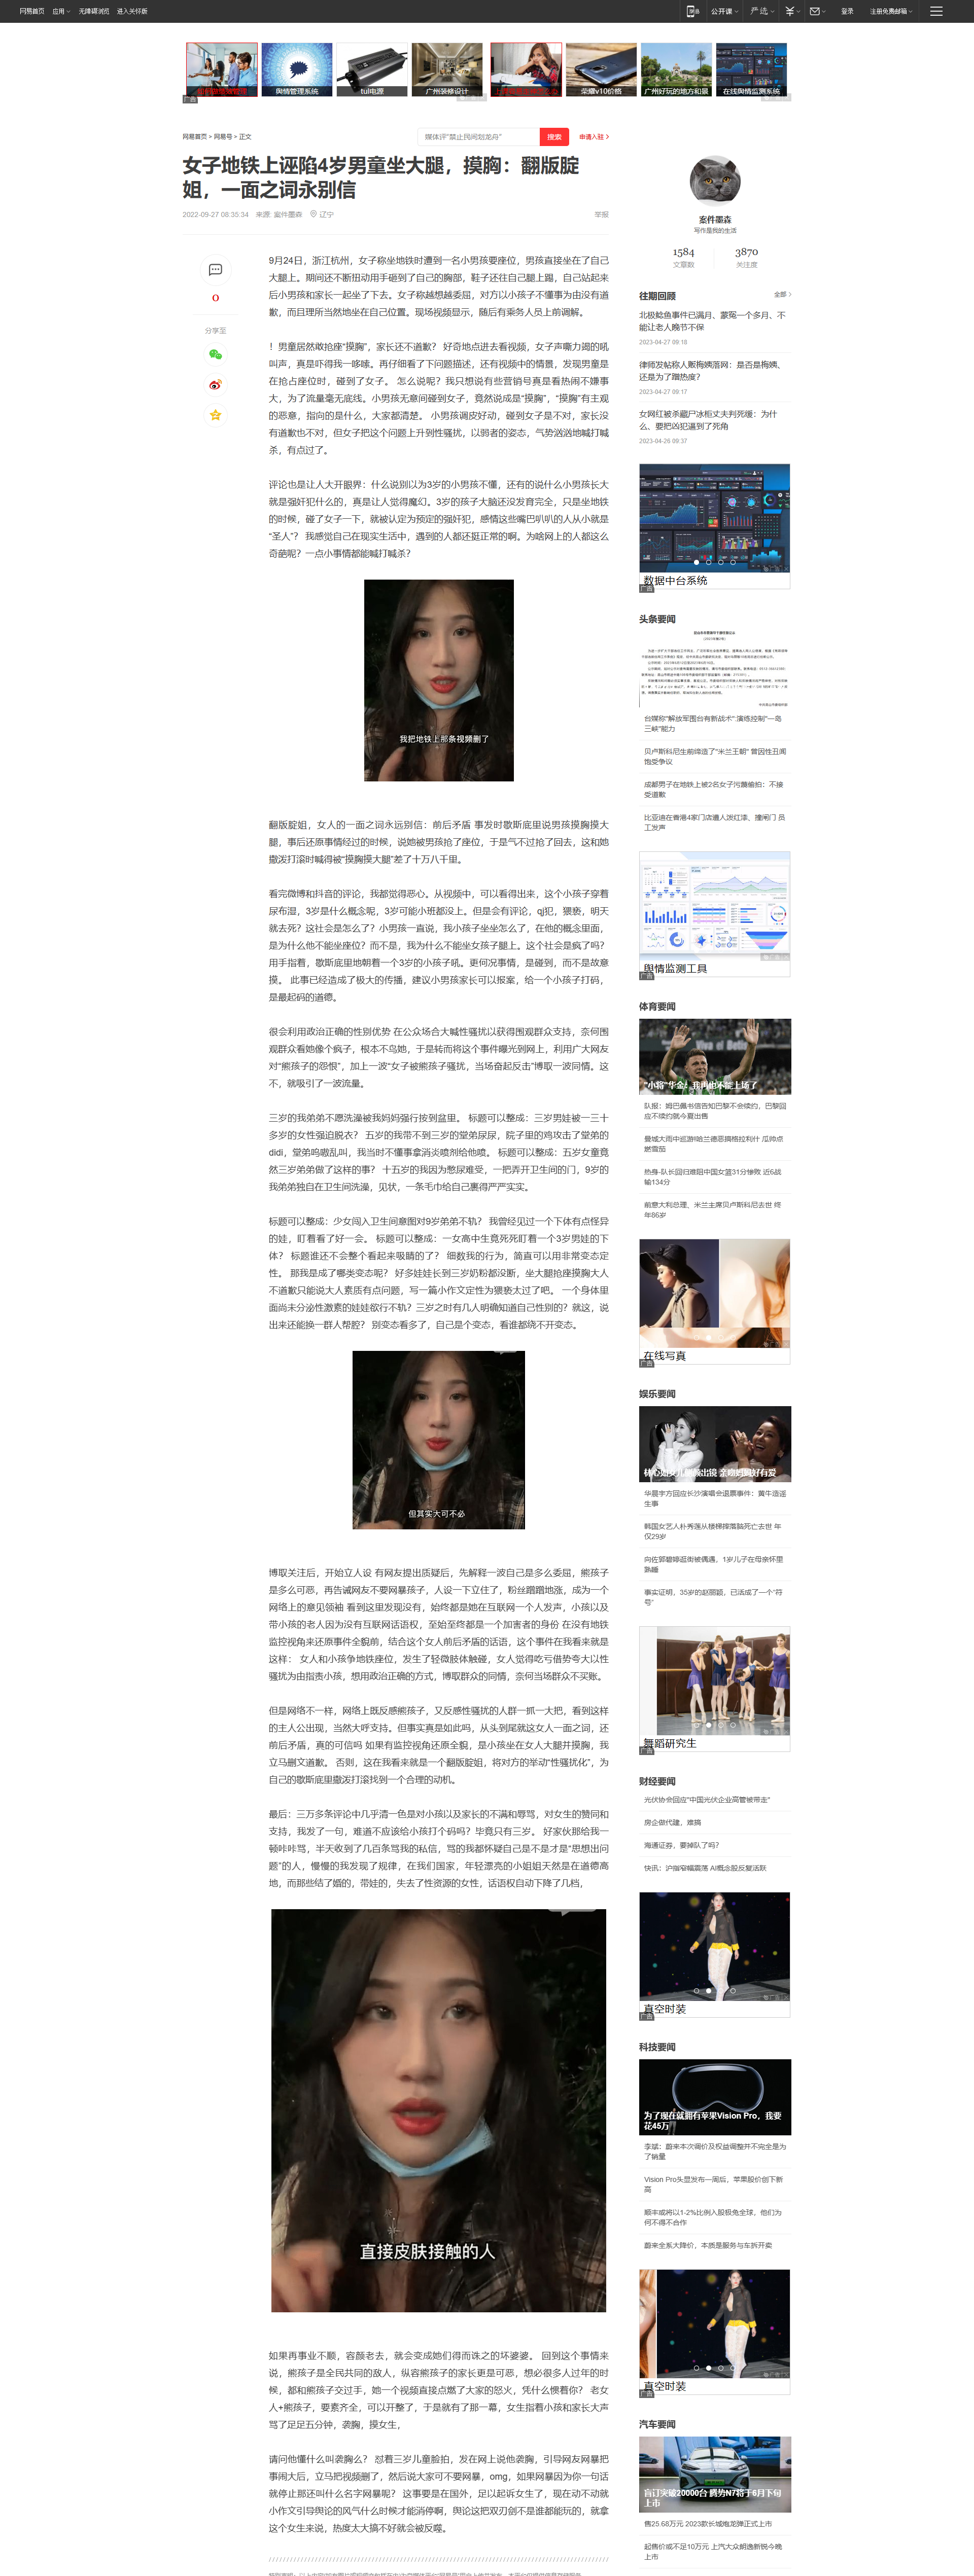 网易首页 应用 无障碍浏览 进入关怀版
公开课 严选 登录 注册免费邮箱
舆情管理系统
tul电源
广州装修设计
荣耀v10价格
广州好玩的地方和景
在线舆情监测系统
广告
网易首页 > 网易号 > 正文
媒体评“禁止民间划龙舟”
搜索
申请入驻
女子地铁上诬陷4岁男童坐大腿，摸胸：翻版腚
姐，一面之词永别信
2022-09-27 08:35:34 来源: 案件墨森 辽宁
举报
0
分享至
9月24日，浙江杭州，女子称坐地铁时遭到一名小男孩要座位，男孩直接坐在了自己
大腿上。期间还不断扭动用手砸到了自己的胸部，鞋子还往自己腿上踢，自己站起来
后小男孩和家长一起坐了下去。女子称越想越委屈，对方以小孩子不懂事为由没有道
歉，而且理所当然地坐在自己位置。现场视频显示，随后有乘务人员上前调解。
！男童居然敢抢座“摸胸”，家长还不道歉？ 好奇地点进去看视频，女子声嘶力竭的吼
叫声，真是吓得我一哆嗦。再仔细看了下问题描述，还有视频中的情景，发现男童是
在抢占座位时，碰到了女子。 怎么说呢？我只想说有些营销号真是看热闹不嫌事
大，为了流量毫无底线。小男孩无意间碰到女子，竟然说成是“摸胸”，“摸胸”有主观
的恶意，指向的是什么，大家都清楚。 小男孩调皮好动，碰到女子是不对，家长没
有道歉也不对，但女子把这个问题上升到性骚扰，以弱者的姿态，气势汹汹地喊打喊
杀，有点过了。
评论也是让人大开眼界：什么说别以为3岁的小男孩不懂，还有的说什么小男孩长大
就是强奸犯什么的，真是让人觉得魔幻。3岁的孩子大脑还没发育完全，只是坐地铁
的时候，碰了女子一下，就被认定为预定的强奸犯，感情这些嘴巴叭叭的人从小就是
“圣人”？ 我感觉自己在现实生活中，遇到的人都还挺正常的啊。为啥网上的人都这么
奇葩呢？一点小事情都能喊打喊杀？
我把地铁上那条视频删了
翻版腚姐，女人的一面之词永远别信：前后矛盾 事发时歇斯底里说男孩摸胸摸大
腿，事后还原事情经过的时候，说她被男孩抢了座位，于是气不过抢了回去，这和她
撒泼打滚时喊得被“摸胸摸大腿”差了十万八千里。
看完微博和抖音的评论，我都觉得恶心。从视频中，可以看得出来，这个小孩子穿着
尿布湿，3岁是什么概念呢，3岁可能小班都没上。但是会有评论，qj犯，猥亵，明天
就去死？这社会是怎么了？小男孩一直说，我小孩子坐坐怎么了，在他的概念里面，
是为什么他不能坐座位？而不是，我为什么不能坐女孩子腿上。这个社会是疯了吗？
用手指着，歇斯底里地朝着一个3岁的小孩子吼。更何况事情，是碰到，而不是故意
摸。 此事已经造成了极大的传播，建议小男孩家长可以报案，给一个小孩子打码，
是最起码的道德。
很会利用政治正确的性别优势 在公众场合大喊性骚扰以获得围观群众支持，奈何围
观群众看她像个疯子，根本不鸟她，于是转而将这个事件曝光到网上，利用广大网友
对“熊孩子的怨恨”，加上一波“女子被熊孩子骚扰，当场奋起反击”博取一波同情。这
不，就吸引了一波流量。
三岁的我弟弟不愿洗澡被我妈妈强行按到盆里。 标题可以整成：三岁男娃被一三十
多岁的女性强迫脱衣？ 五岁的我带不到三岁的堂弟尿尿，院子里的鸡攻击了堂弟的
didi，堂弟呜嗷乱叫，我当时不懂事拿消炎喷剂给他喷。 标题可以整成：五岁女童竟
然三岁弟弟做了这样的事？ 十五岁的我因为憋尿难受，一把弄开卫生间的门，9岁的
我弟弟独自在卫生间洗澡，见状，一条毛巾给自己裹得严严实实。
标题可以整成：少女闯入卫生间意图对9岁弟弟不轨？ 我曾经见过一个下体有点怪异
的娃，盯着看了好一会。 标题可以整成：一女高中生竟死死盯着一个3岁男娃的下
体？ 标题谁还不会整个看起来吸睛的了？ 细数我的行为，简直可以用非常变态定
性。 那我是成了哪类变态呢？ 好多娃娃长到三岁奶粉都没断，坐大腿抢座摸胸大人
不道歉只能说大人素质有点问题，写一篇小作文定性为猥亵太过了吧。 一个身体里
面尚未分泌性激素的娃娃欲行不轨？三岁之时有几人明确知道自己性别的？就这，说
出来还能换一群人帮腔？ 别变态看多了，自己是个变态，看谁都绕不开变态。
但其实大可不必
博取关注后，开始立人设 有网友提出质疑后，先解释一波自己是多么委屈，熊孩子
是多么可恶，再告诫网友不要网暴孩子，人设一下立住了，粉丝蹭蹭地涨，成为一个
网络上的意见领袖 看到这里发现没有，始终都是她在互联网一个人发声，小孩以及
带小孩的老人因为没有互联网话语权，至始至终都是一个加害者的身份 在没有地铁
监控视角来还原事件全貌前，结合这个女人前后矛盾的话语，这个事件在我看来就是
这样： 女人和小孩争地铁座位，发生了轻微肢体触碰，女人觉得吃亏借势夸大以性
骚扰为由指责小孩，想用政治正确的方式，博取群众的同情，奈何当场群众不买账。
但是网络不一样，网络上既反感熊孩子，又反感性骚扰的人群一抓一大把，看到这样
的主人公出现，当然大呼支持。但事实真是如此吗，从头到尾就这女人一面之词，还
前后矛盾，真的可信吗 如果有监控视角还原全貌，是小孩坐在女人大腿并摸胸，我
立马删文道歉。 否则，这在我看来就是一个翻版腚姐，将对方的举动“性骚扰化”，为
自己的歇斯底里撒泼打滚找到一个合理的动机。
最后：三万多条评论中几乎清一色是对小孩以及家长的不满和辱骂，对女生的赞同和
支持，我发了一句，难道不应该给小孩打个码吗？毕竟只有三岁。 好家伙那给我一
顿咔咔骂，半天收到了几百条骂我的私信，骂的我都怀疑自己是不是才是“思想出问
题”的人，慢慢的我发现了规律，在我们国家，年轻漂亮的小姐姐天然是在道德高
地，而那些结了婚的，带娃的，失去了性资源的女性，话语权自动下降了几档，
直接皮肤接触的人
如果再事业不顺，容颜老去，就会变成她们得而诛之的坏婆婆。 回到这个事情来
说，熊孩子是全民共同的敌人，纵容熊孩子的家长更是可恶，想必很多人过年的时
候，都和熊孩子交过手，她一个视频直接点燃了大家的怒火，凭什么惯着你？ 老女
人+熊孩子，要素齐全，可以开整了，于是就有了那一幕，女生指着小孩和家长大声
骂了足足五分钟，袭胸，摸女生，
请问他懂什么叫袭胸么？ 怼着三岁儿童脸拍，发在网上说他袭胸，引导网友网暴把
事闹大后，立马把视频删了，然后说大家可不要网暴，omg，如果网暴因为你一句话
就停止那还叫什么名字网暴呢？ 这事要是在国外，足以起诉女生了，现在动不动就
小作文引导舆论的风气什么时候才能消停啊，舆论这把双刃剑不是谁都能玩的，就拿
这个女生来说，热度太大搞不好就会被反噬。
案件墨森
写作是我的生活
1584 3870
文章数 关注度
往期回顾 全部
北极鲶鱼事件已满月、蒙冤一个多月、不
能让老人晚节不保
2023-04-27 09:18
律师发帖称人贩梅姨落网：是否是梅姨、
还是为了蹭热度？
2023-04-27 09:17
女网红被杀藏尸冰柜丈夫判死缓：为什
么、要把凶犯逼到了死角
2023-04-26 09:37
数据中台系统
广告
头条要闻
台媒称“解放军围台有新战术”:演练控制“一岛
三峡”能力
贝卢斯科尼生前缔造了“米兰王朝” 曾因性丑闻
饱受争议
成都男子在地铁上被2名女子污蔑偷拍：不接
受道歉
比亚迪在香港4家门店遭人泼红漆、撞闸门 员
工发声
舆情监测工具
广告
体育要闻
“小将”华金！我再也不能上场了
队报：姆巴佩书信告知巴黎不会续约，巴黎回
应不续约就今夏出售
曼城大雨中巡游!哈兰德恶搞格拉利什 瓜帅点
燃雪茄
热身-队长回归难阻中国女篮31分惨败 近6战
输134分
前意大利总理、米兰主席贝卢斯科尼去世 终
年86岁
在线写真
广告
娱乐要闻
林心如女儿罕见出镜 亲吻妈妈好有爱
华晨宇方回应长沙演唱会退票事件：黄牛造谣
生事
韩国女艺人朴秀莲从楼梯摔落脑死亡去世 年
仅29岁
向佐郭碧婷逛街被偶遇，1岁儿子在母亲怀里
熟睡
事实证明，35岁的赵丽颖，已活成了一个“符
号”
舞蹈研究生
广告
财经要闻
光伏协会回应“中国光伏企业高管被带走”
房企做代建，难搞
海通证券，要掉队了吗？
快讯：沪指窄幅震荡 AI概念股反复活跃
真空时装
广告
科技要闻
为了现在就拥有苹果Vision Pro，我要
花45万
李斌：蔚来本次调价及权益调整并不完全是为
了销量
Vision Pro头显发布一周后，苹果股价创下新
高
顺丰或将以1-2%比例入股极兔全球，他们为
何不得不合作
蔚来全系大降价，本质是服务与车拆开卖
真空时装
广告
汽车要闻
盲订突破20000台 腾势N7将于6月下旬
上市
售25.68万元 2023款长城炮龙弹正式上市
起售价或不足10万元 上汽大众朗逸新锐今晚
上市